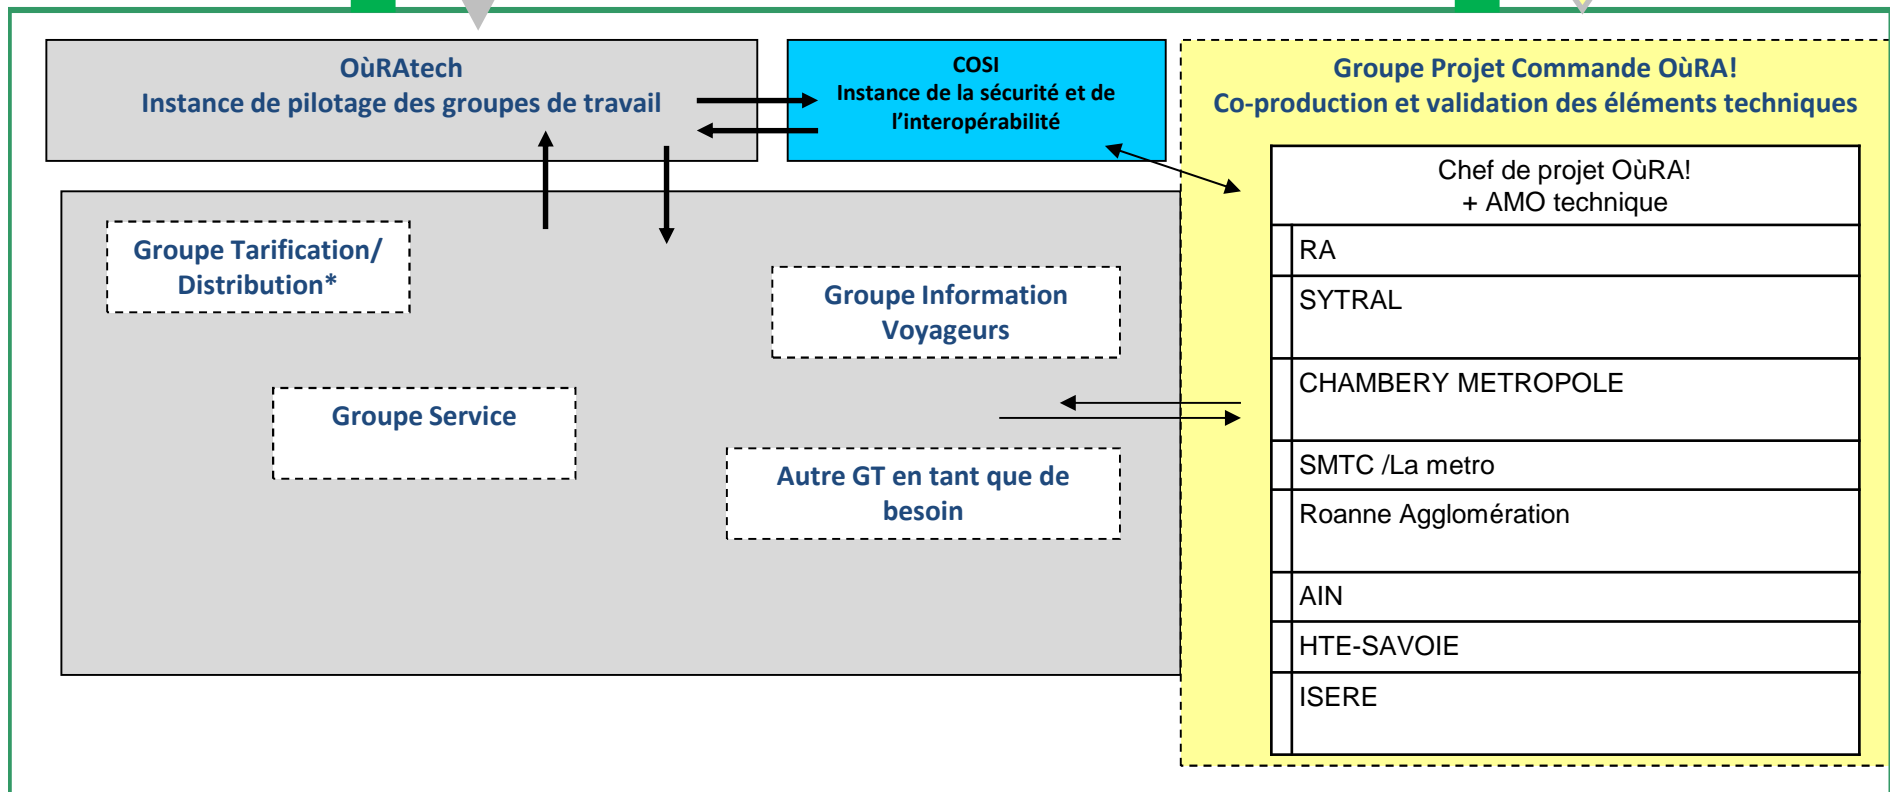 OùRAtech
Instance de pilotage des groupes de travail
COSI
Instance de la sécurité et de
l'interopérabilité
Groupe Projet Commande OùRA!
Co-production et validation des éléments techniques
Chef de projet OùRA!
+ AMO technique
RA
SYTRAL
CHAMBERY METROPOLE
SMTC /La metro
Roanne Agglomération
AIN
HTE-SAVOIE
ISERE
Groupe Tarification/
Distribution*
Groupe Information
Voyageurs
Groupe Service
Autre GT en tant que de
besoin